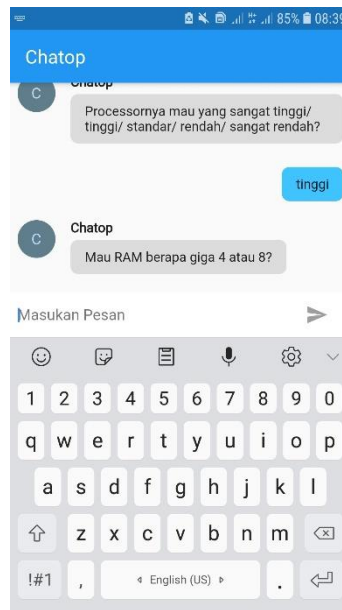 85% 08:39
Chatop
Chatop
C
Processornya mau yang sangat tinggi/
tinggi/ standar/ rendah/ sangat rendah?
tinggi
Chatop
C
Mau RAM berapa giga 4 atau 8?
Masukan Pesan
1 2 3 4 5 6 7 8 9 0
q w e r t y u i o p
a s d f g h j k l
z x c v b n m
!#1 , English (US) .